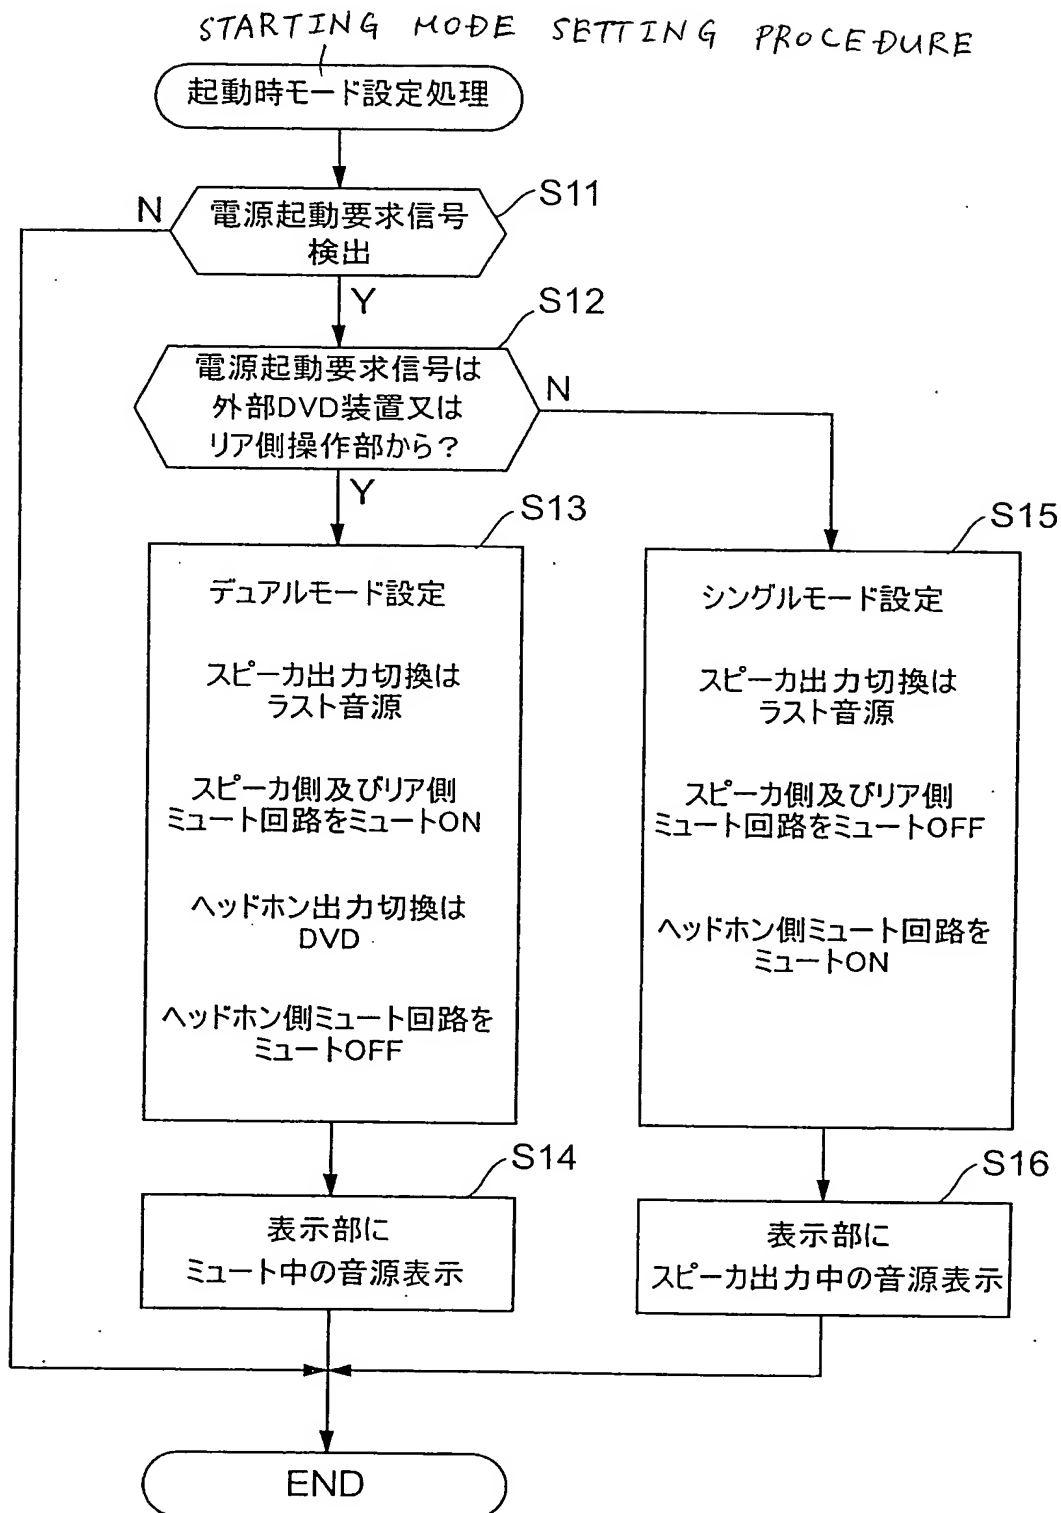 STARTING MODE SETTING PROCEDURE
起動時モード設定処理
S11
N
電源起動要求信号
検出
Y
S12
電源起動要求信号は
外部DVD装置又は
リア側操作部から？
N
Y
S13
デュアルモード設定
スピーカ出力切換は
ラスト音源
スピーカ側及びリア側
ミュート回路をミュートON
ヘッドホン出力切換は
DVD
ヘッドホン側ミュート回路を
ミュートOFF
S15
シングルモード設定
スピーカ出力切換は
ラスト音源
スピーカ側及びリア側
ミュート回路をミュートOFF
ヘッドホン側ミュート回路を
ミュートON
S14
表示部に
ミュート中の音源表示
S16
表示部に
スピーカ出力中の音源表示
END